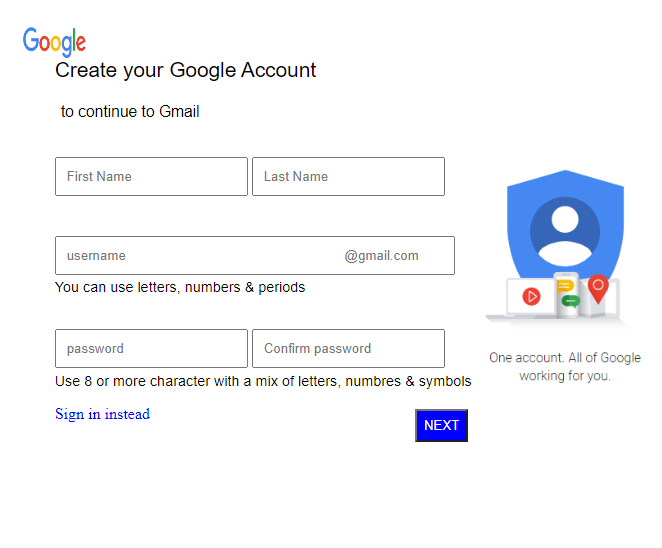 Google
Create your Google Account
to continue to Gmail
First Name Last Name
username @gmail.com
You can use letters, numbers & periods
password Confirm password
Use 8 or more character with a mix of letters, numbres & symbols
Sign in instead NEXT
One account. All of Google
working for you.